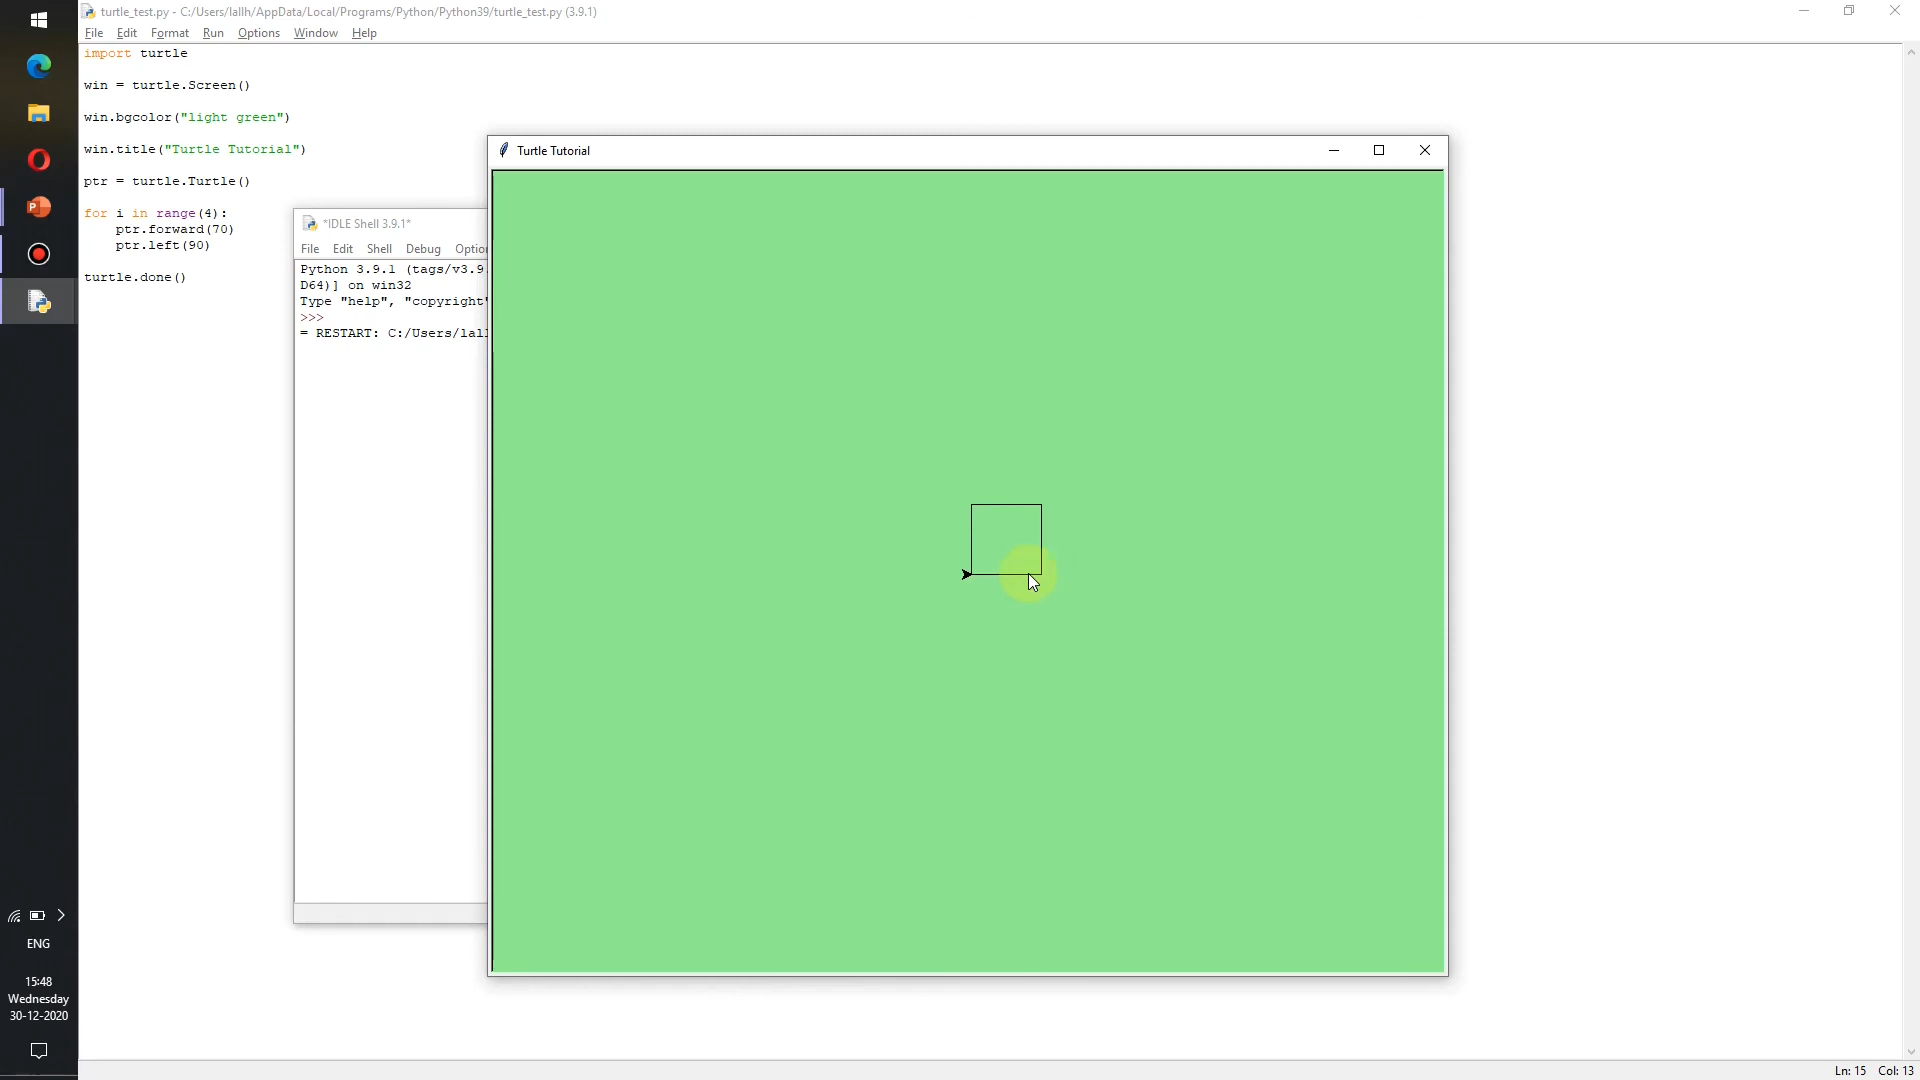 turtle_test.py - C:/Users/lallh/AppData/Local/Programs/Python/Python39/turtle_test.py (3.9.1)
File Edit Format Run Options Window Help
import turtle
win = turtle.Screen()
win.bgcolor("light green")
win.title("Turtle Tutorial")
ptr = turtle.Turtle()
for i in range(4):
    ptr.forward(70)
    ptr.left(90)
turtle.done()
*IDLE Shell 3.9.1*
File Edit Shell Debug Optio
Python 3.9.1 (tags/v3.9.
D64)] on win32
Type "help", "copyright"
>>>
= RESTART: C:/Users/lall
Turtle Tutorial
ENG
15:48
Wednesday
30-12-2020
Ln: 15 Col: 13